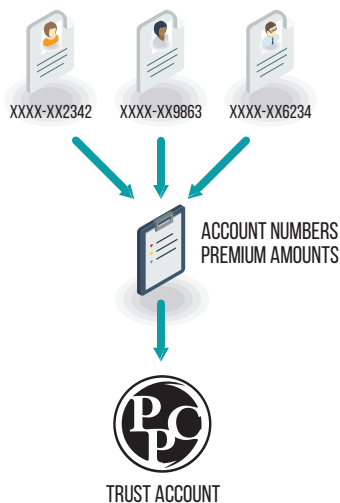 XXXX-XX2342 XXXX-XX9863 XXXX-XX6234
ACCOUNT NUMBERS
PREMIUM AMOUNTS
PPC
TRUST ACCOUNT